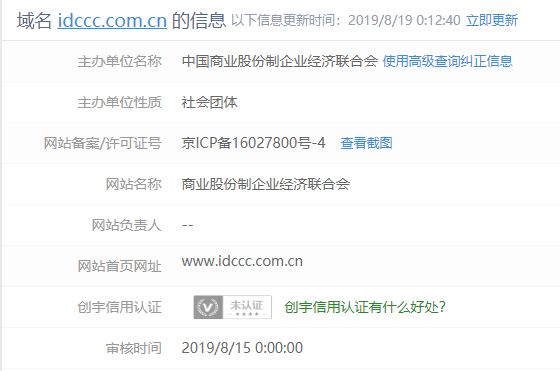 域名 idccc.com.cn 的信息 以下信息更新时间：2019/8/19 0:12:40 立即更新
主办单位名称 中国商业股份制企业经济联合会 使用高级查询纠正信息
主办单位性质 社会团体
网站备案/许可证号 京ICP备16027800号-4 查看截图
网站名称 商业股份制企业经济联合会
网站负责人 --
网站首页网址 www.idccc.com.cn
创宇信用认证 未认证 创宇信用认证有什么好处?
审核时间 2019/8/15 0:00:00